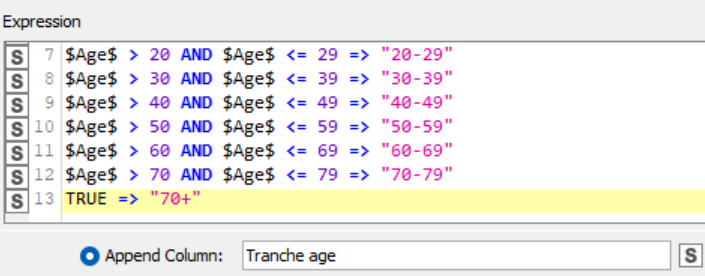 Expression
S 7 $Age$ > 20 AND $Age$ <= 29 => "20-29"
S 8 $Age$ > 30 AND $Age$ <= 39 => "30-39"
S 9 $Age$ > 40 AND $Age$ <= 49 => "40-49"
S 10 $Age$ > 50 AND $Age$ <= 59 => "50-59"
S 11 $Age$ > 60 AND $Age$ <= 69 => "60-69"
S 12 $Age$ > 70 AND $Age$ <= 79 => "70-79"
S 13 TRUE => "70+"
Append Column: Tranche age S